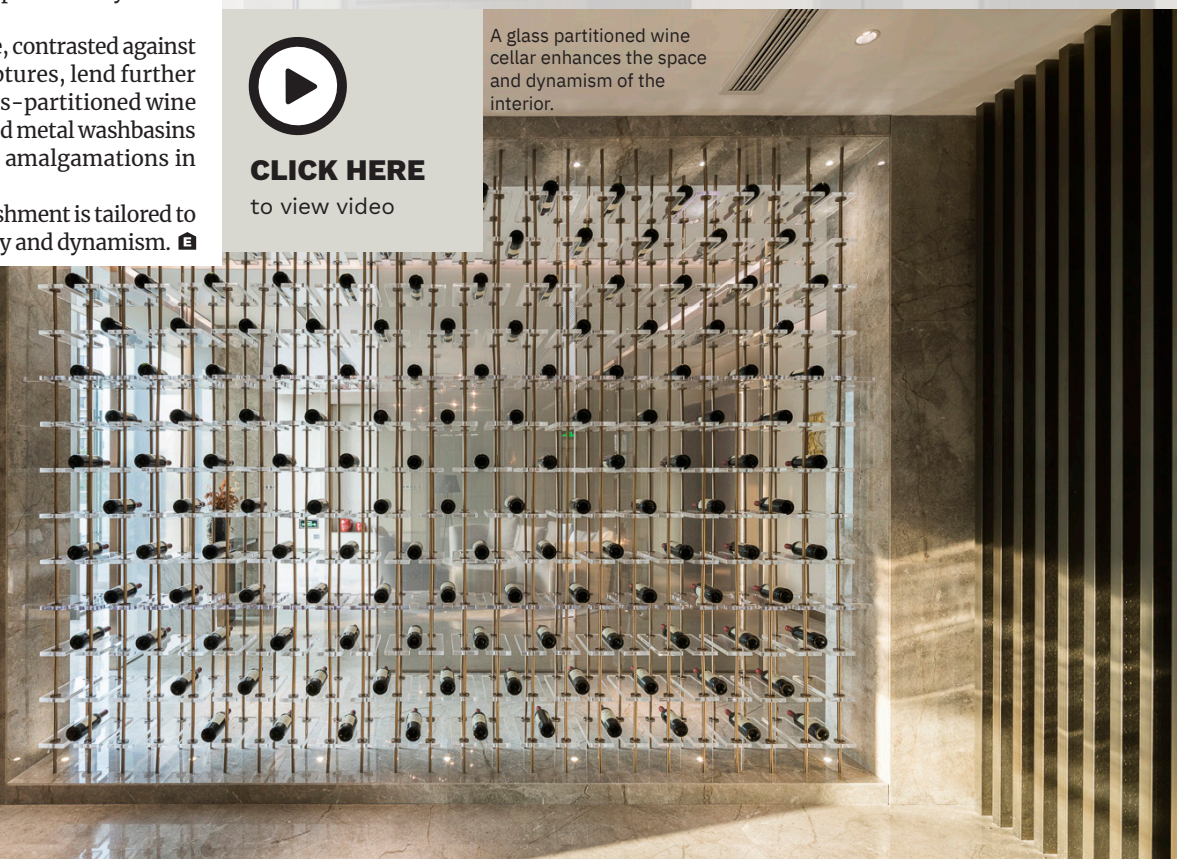 e, contrasted against
ptures, lend further
s-partitioned wine
d metal washbasins
amalgamations in
shment is tailored to
y and dynamism. E
CLICK HERE
to view video
A glass partitioned wine
cellar enhances the space
and dynamism of the
interior.